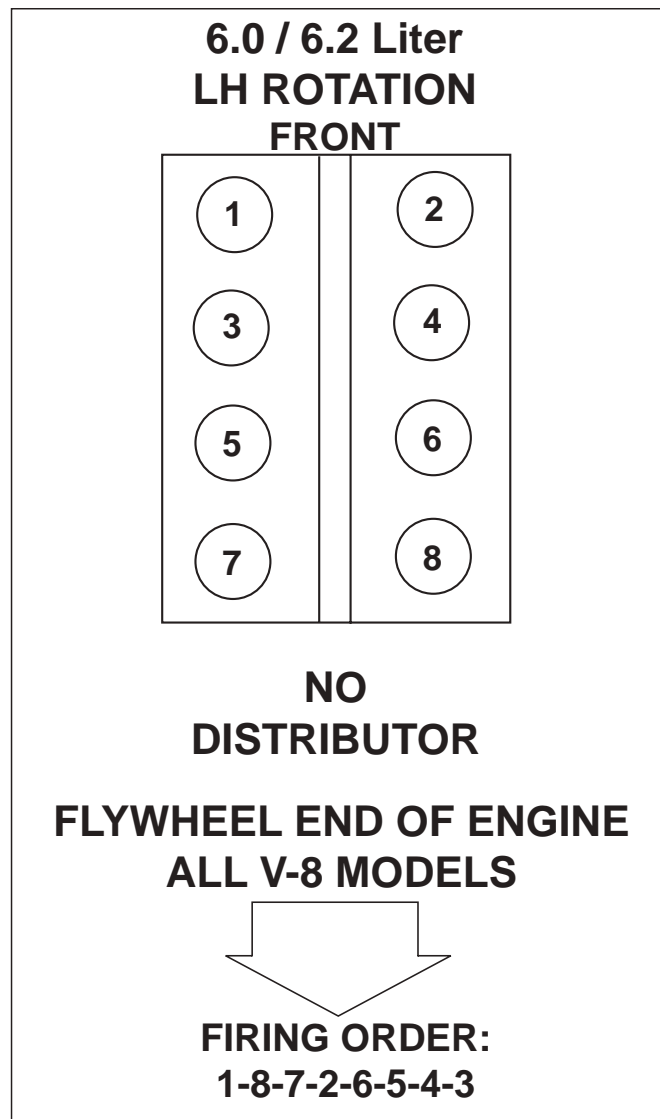 6.0 / 6.2 Liter
LH ROTATION
FRONT
1 2
3 4
5 6
7 8
NO
DISTRIBUTOR
FLYWHEEL END OF ENGINE
ALL V-8 MODELS
FIRING ORDER:
1-8-7-2-6-5-4-3